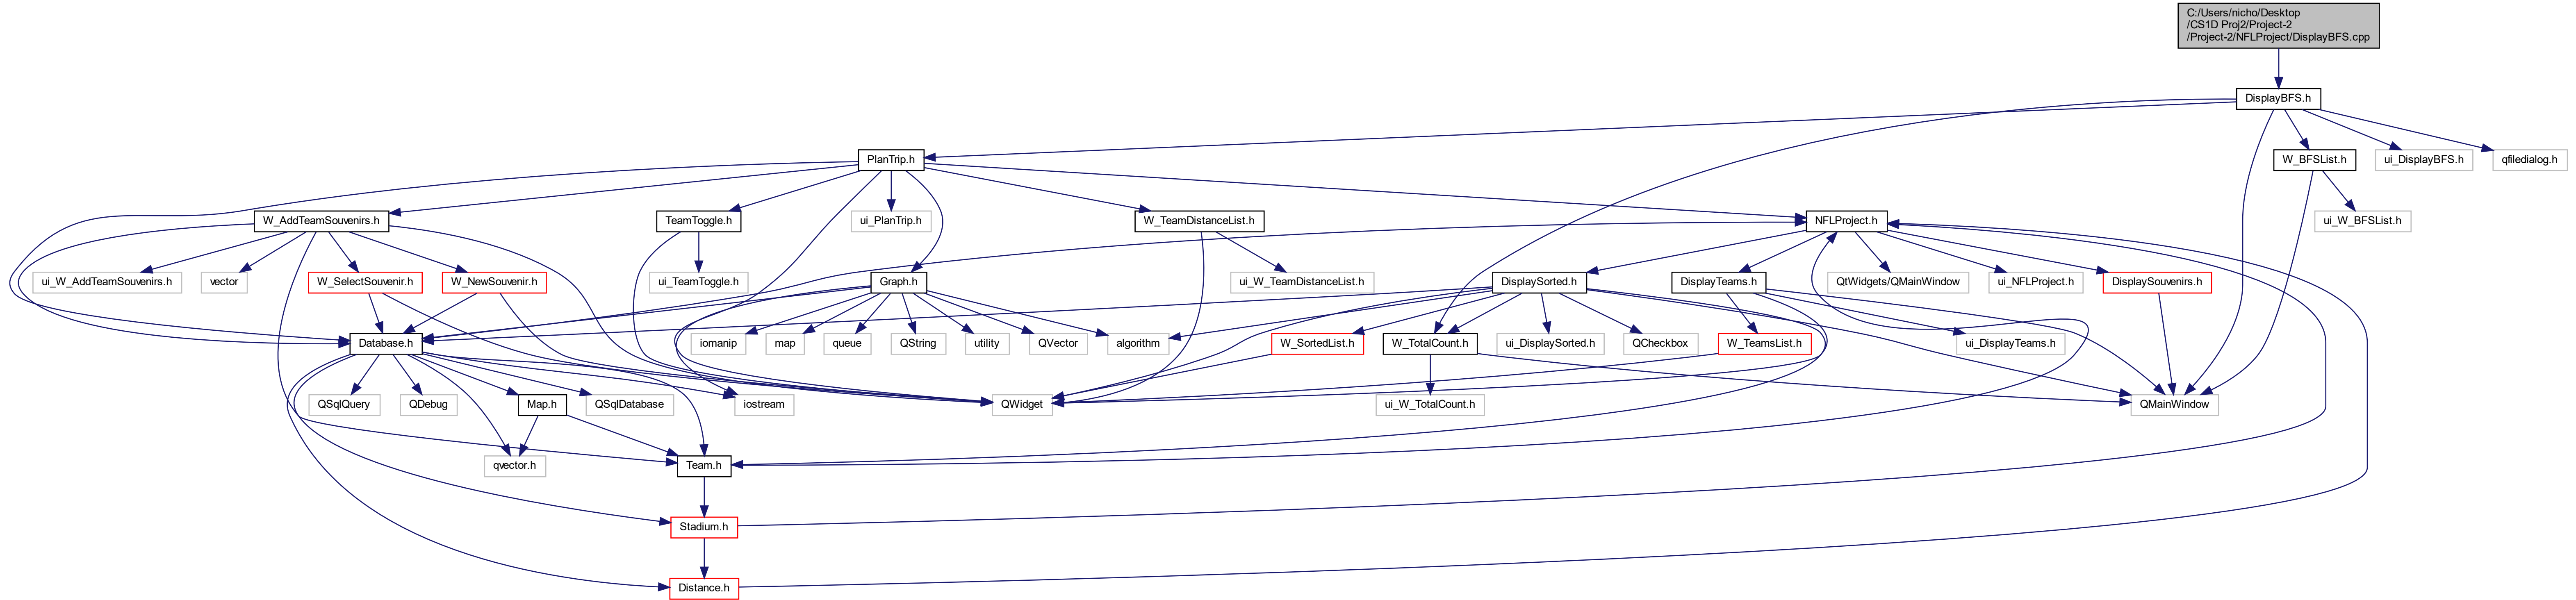 C:/Users/nicho/Desktop
/CS1D Proj2/Project-2
/Project-2/NFLProject/DisplayBFS.cpp
DisplayBFS.h
PlanTrip.h
W_BFSList.h
ui_DisplayBFS.h
qfiledialog.h
W_AddTeamSouvenirs.h
TeamToggle.h
ui_PlanTrip.h
W_TeamDistanceList.h
NFLProject.h
ui_W_BFSList.h
ui_W_AddTeamSouvenirs.h
vector
W_SelectSouvenir.h
W_NewSouvenir.h
ui_TeamToggle.h
Graph.h
ui_W_TeamDistanceList.h
DisplaySorted.h
DisplayTeams.h
QtWidgets/QMainWindow
ui_NFLProject.h
DisplaySouvenirs.h
Database.h
iomanip
map
queue
QString
utility
QVector
algorithm
W_SortedList.h
W_TotalCount.h
ui_DisplaySorted.h
QCheckbox
W_TeamsList.h
ui_DisplayTeams.h
QSqlQuery
QDebug
Map.h
QSqlDatabase
iostream
QWidget
ui_W_TotalCount.h
QMainWindow
qvector.h
Team.h
Stadium.h
Distance.h